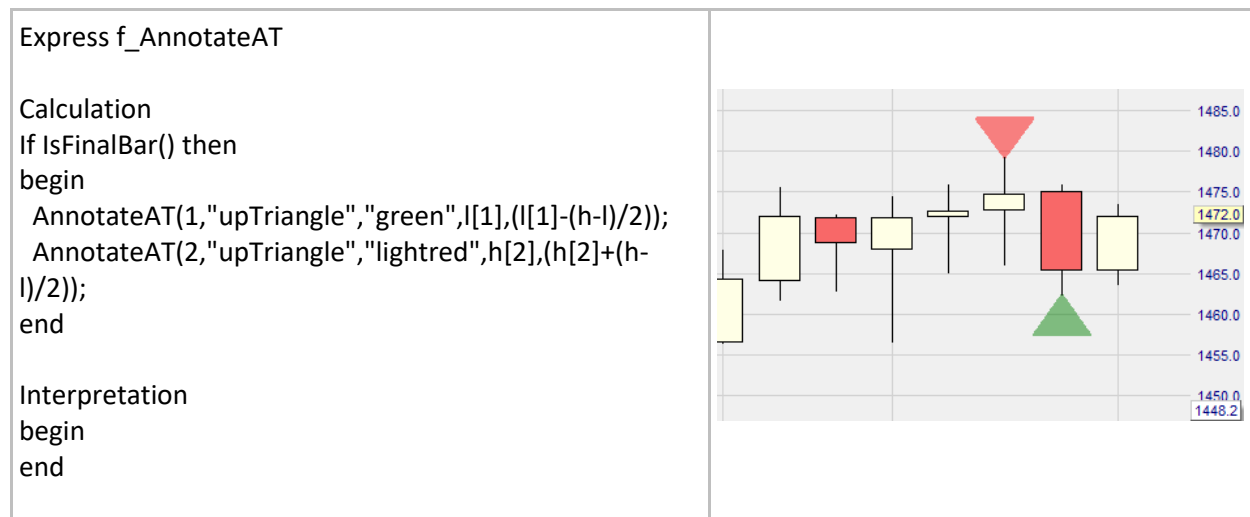 Express f_AnnotateAT
Calculation
If IsFinalBar() then
begin
AnnotateAT(1,"upTriangle","green",l[1],(l[1]-(h-l)/2));
AnnotateAT(2,"upTriangle","lightred",h[2],(h[2]+(h-
l)/2));
end
Interpretation
begin
end
1485.0
1480.0
1475.0
1472.0
1470.0
1465.0
1460.0
1455.0
1450.0
1448.2